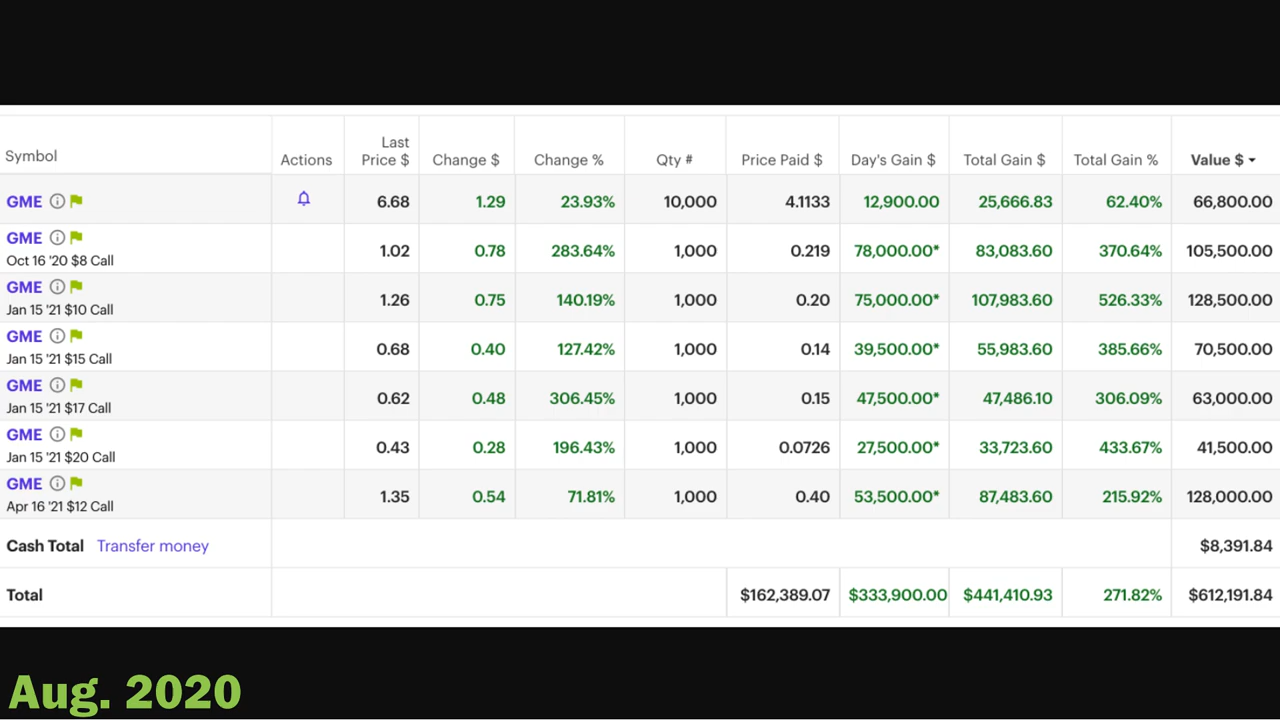 Symbol Actions Last Price $ Change $ Change % Qty # Price Paid $ Day's Gain $ Total Gain $ Total Gain % Value $
GME 6.68 1.29 23.93% 10,000 4.1133 12,900.00 25,666.83 62.40% 66,800.00
GME
Oct 16 '20 $8 Call 1.02 0.78 283.64% 1,000 0.219 78,000.00* 83,083.60 370.64% 105,500.00
GME
Jan 15 '21 $10 Call 1.26 0.75 140.19% 1,000 0.20 75,000.00* 107,983.60 526.33% 128,500.00
GME
Jan 15 '21 $15 Call 0.68 0.40 127.42% 1,000 0.14 39,500.00* 55,983.60 385.66% 70,500.00
GME
Jan 15 '21 $17 Call 0.62 0.48 306.45% 1,000 0.15 47,500.00* 47,486.10 306.09% 63,000.00
GME
Jan 15 '21 $20 Call 0.43 0.28 196.43% 1,000 0.0726 27,500.00* 33,723.60 433.67% 41,500.00
GME
Apr 16 '21 $12 Call 1.35 0.54 71.81% 1,000 0.40 53,500.00* 87,483.60 215.92% 128,000.00
Cash Total Transfer money $8,391.84
Total $162,389.07 $333,900.00 $441,410.93 271.82% $612,191.84
Aug. 2020